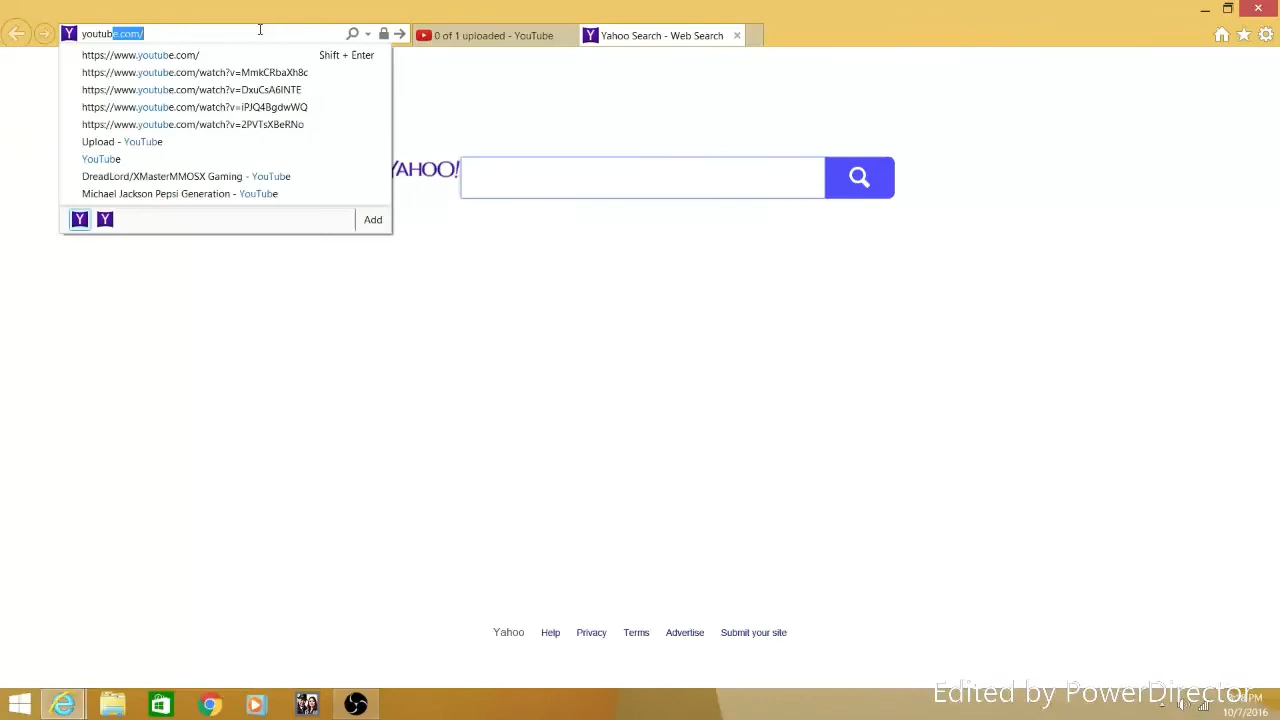 youtube.com/
0 of 1 uploaded - YouTube
Yahoo Search - Web Search
https://www.youtube.com/ Shift + Enter
https://www.youtube.com/watch?v=MmkCRbaXh8c
https://www.youtube.com/watch?v=DxuCsA6lNTE
https://www.youtube.com/watch?v=iPJQ4BgdwWQ
https://www.youtube.com/watch?v=2PVTsXBeRNo
Upload - YouTube
YouTube
DreadLord/XMasterMMOSX Gaming - YouTube
Michael Jackson Pepsi Generation - YouTube
Y Y Add
YAHOO!
Yahoo Help Privacy Terms Advertise Submit your site
Edited by PowerDirector
10/7/2016